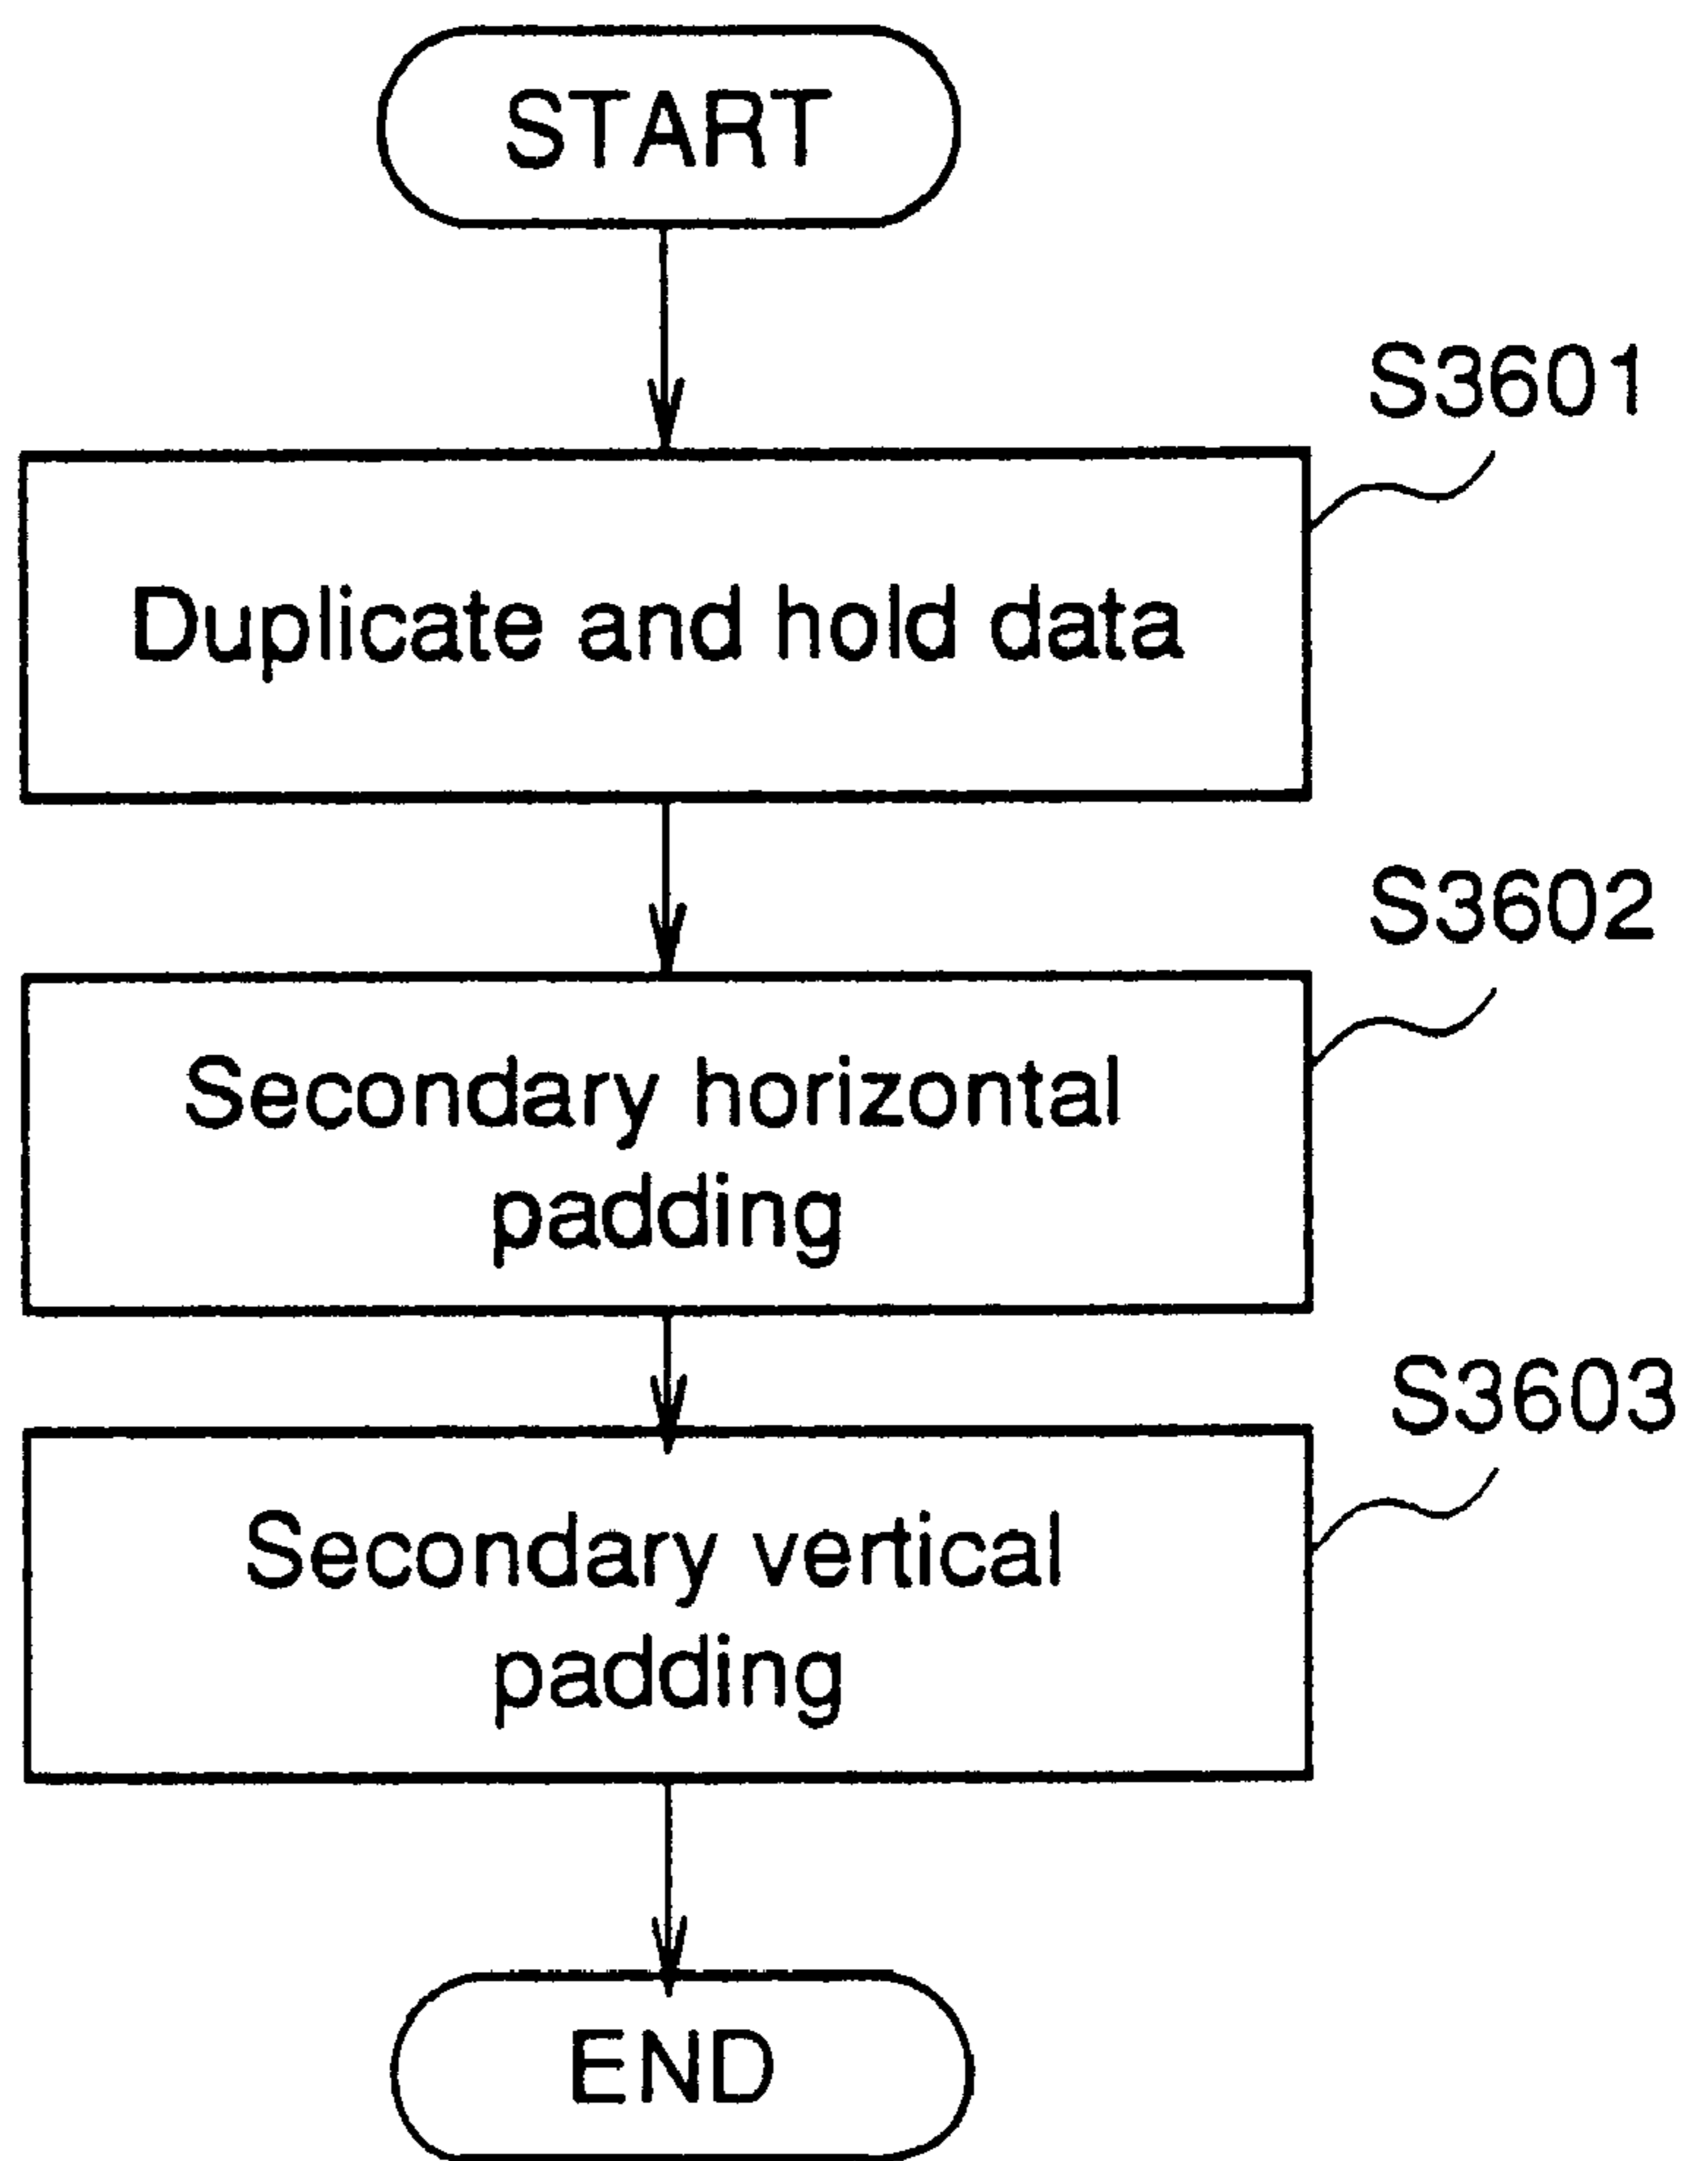 START
S3601
Duplicate and hold data
S3602
Secondary horizontal
padding
S3603
Secondary vertical
padding
END